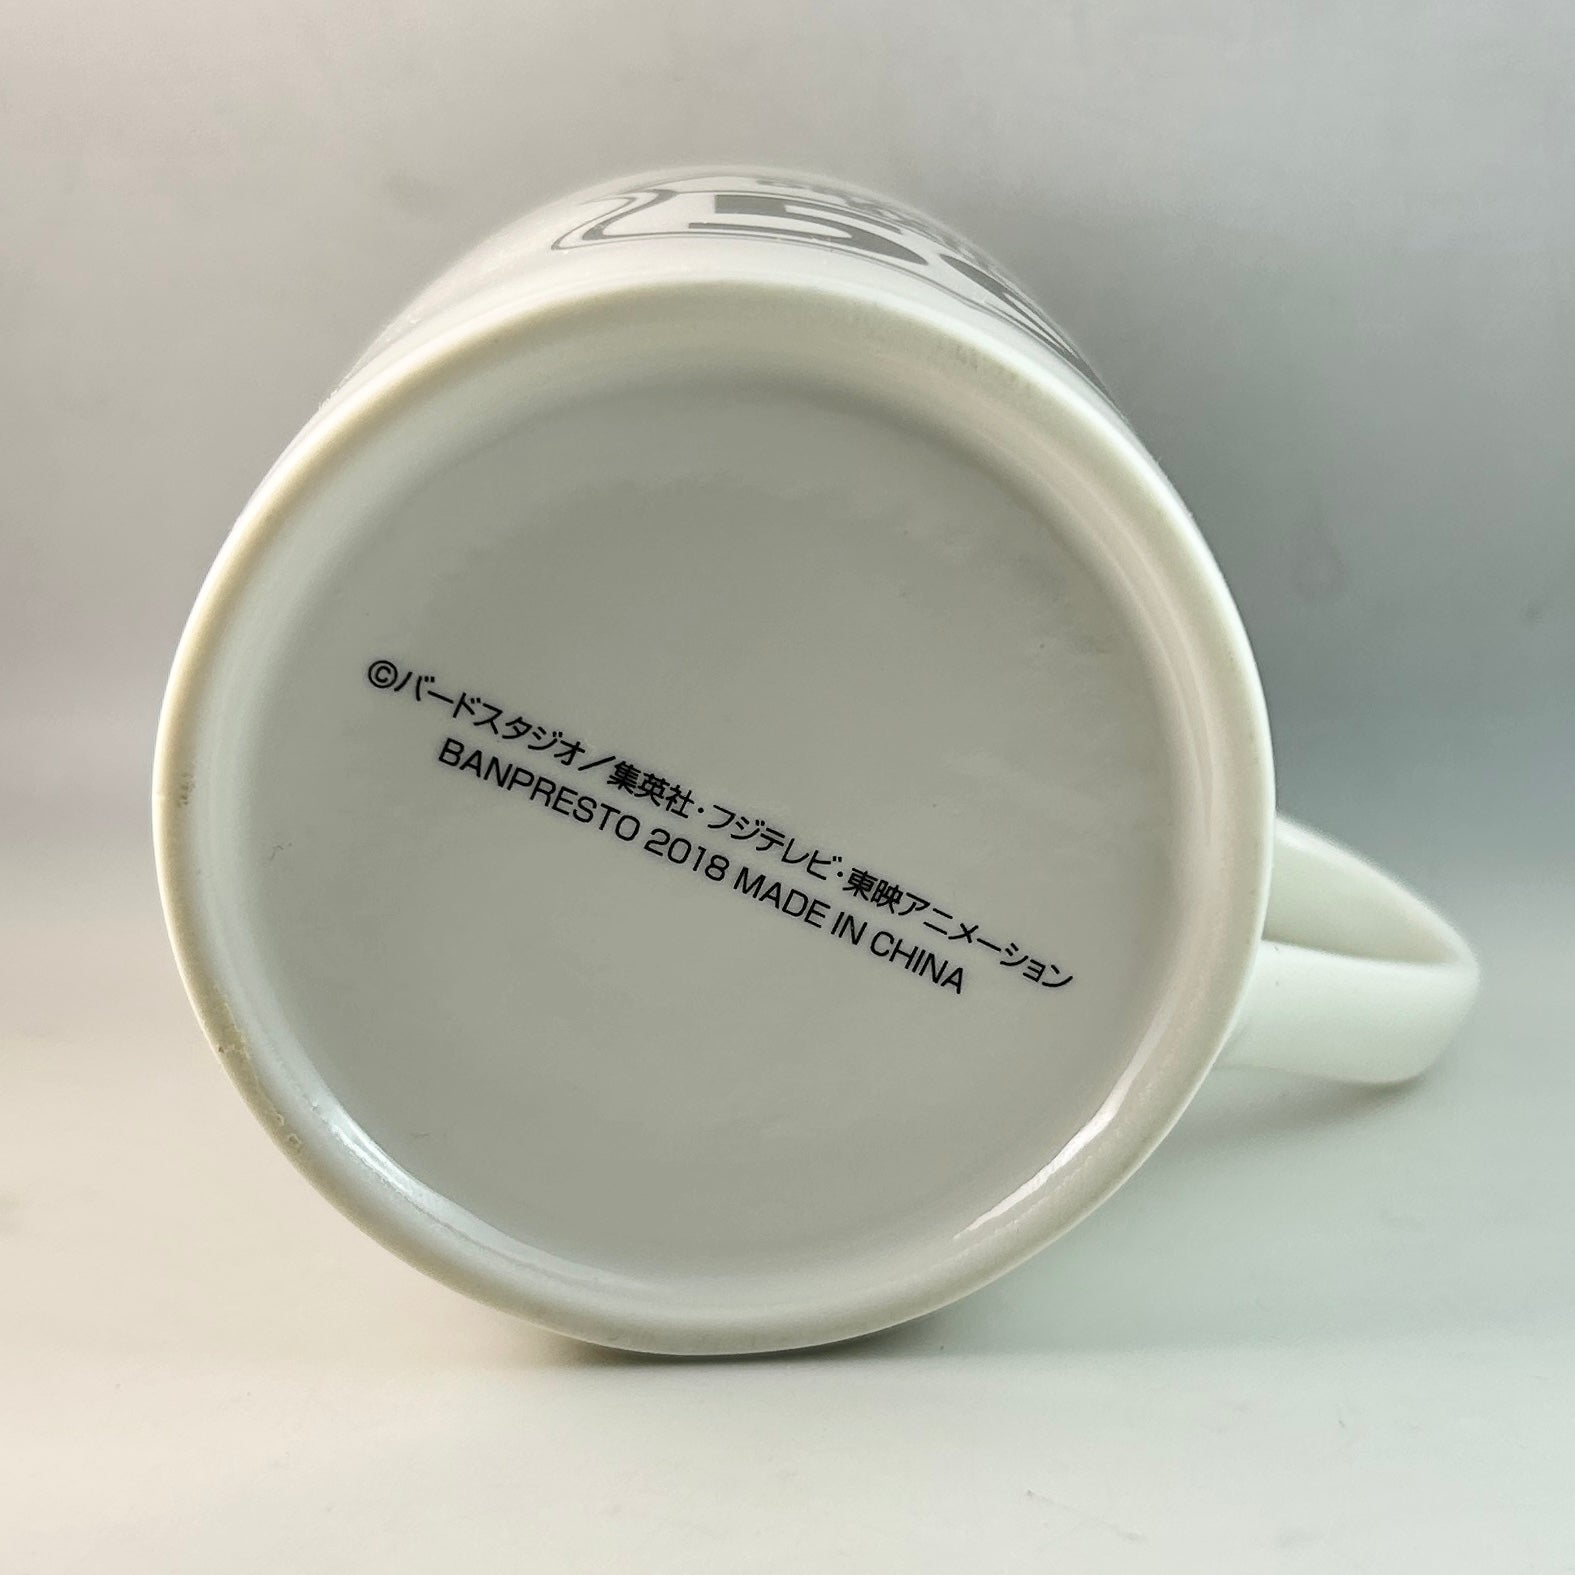 ©バードスタジオ/集英社・フジテレビ・東映アニメーション
BANPRESTO 2018 MADE IN CHINA